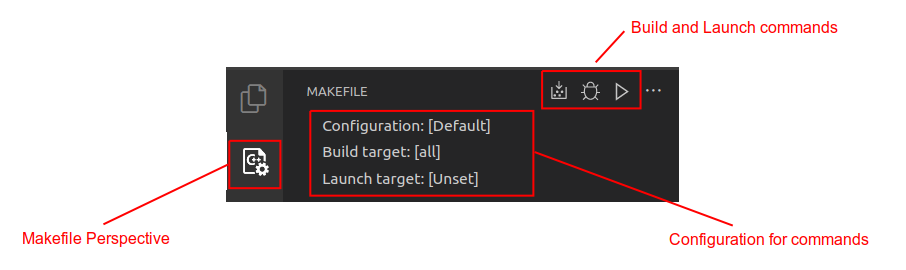 Build and Launch commands
MAKEFILE
Configuration: [Default]
Build target: [all]
Launch target: [Unset]
Makefile Perspective
Configuration for commands